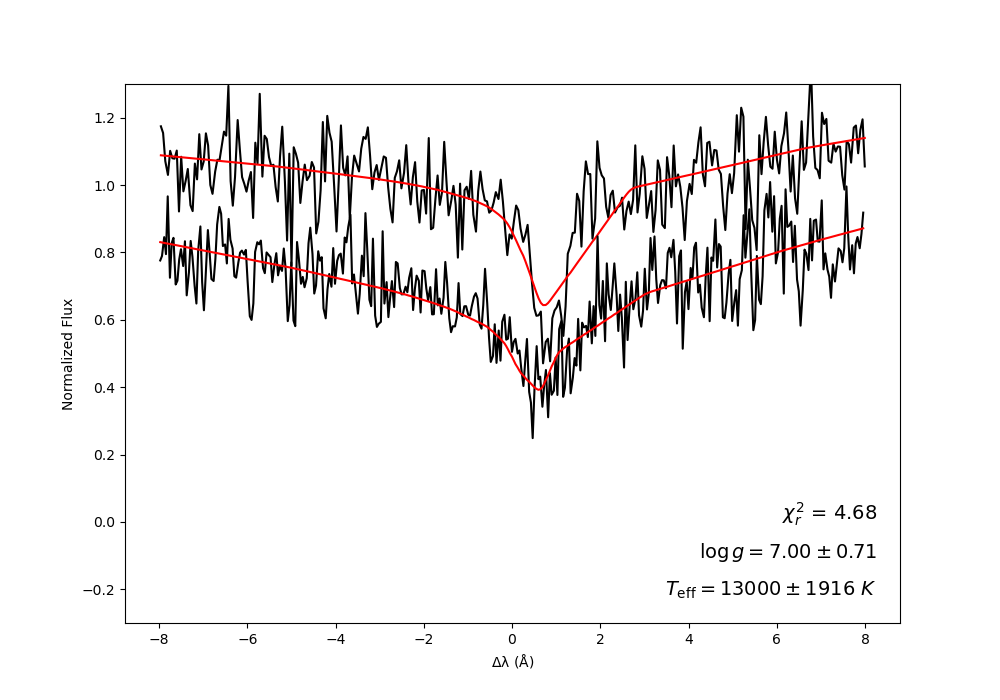 1.2
1.0
0.8
0.6
0.4
0.2
0.0
−0.2
Normalized Flux
χ²ᵣ = 4.68
log g = 7.00 ± 0.71
T_eff = 13000 ± 1916 K
−8 −6 −4 −2 0 2 4 6 8
Δλ (Å)